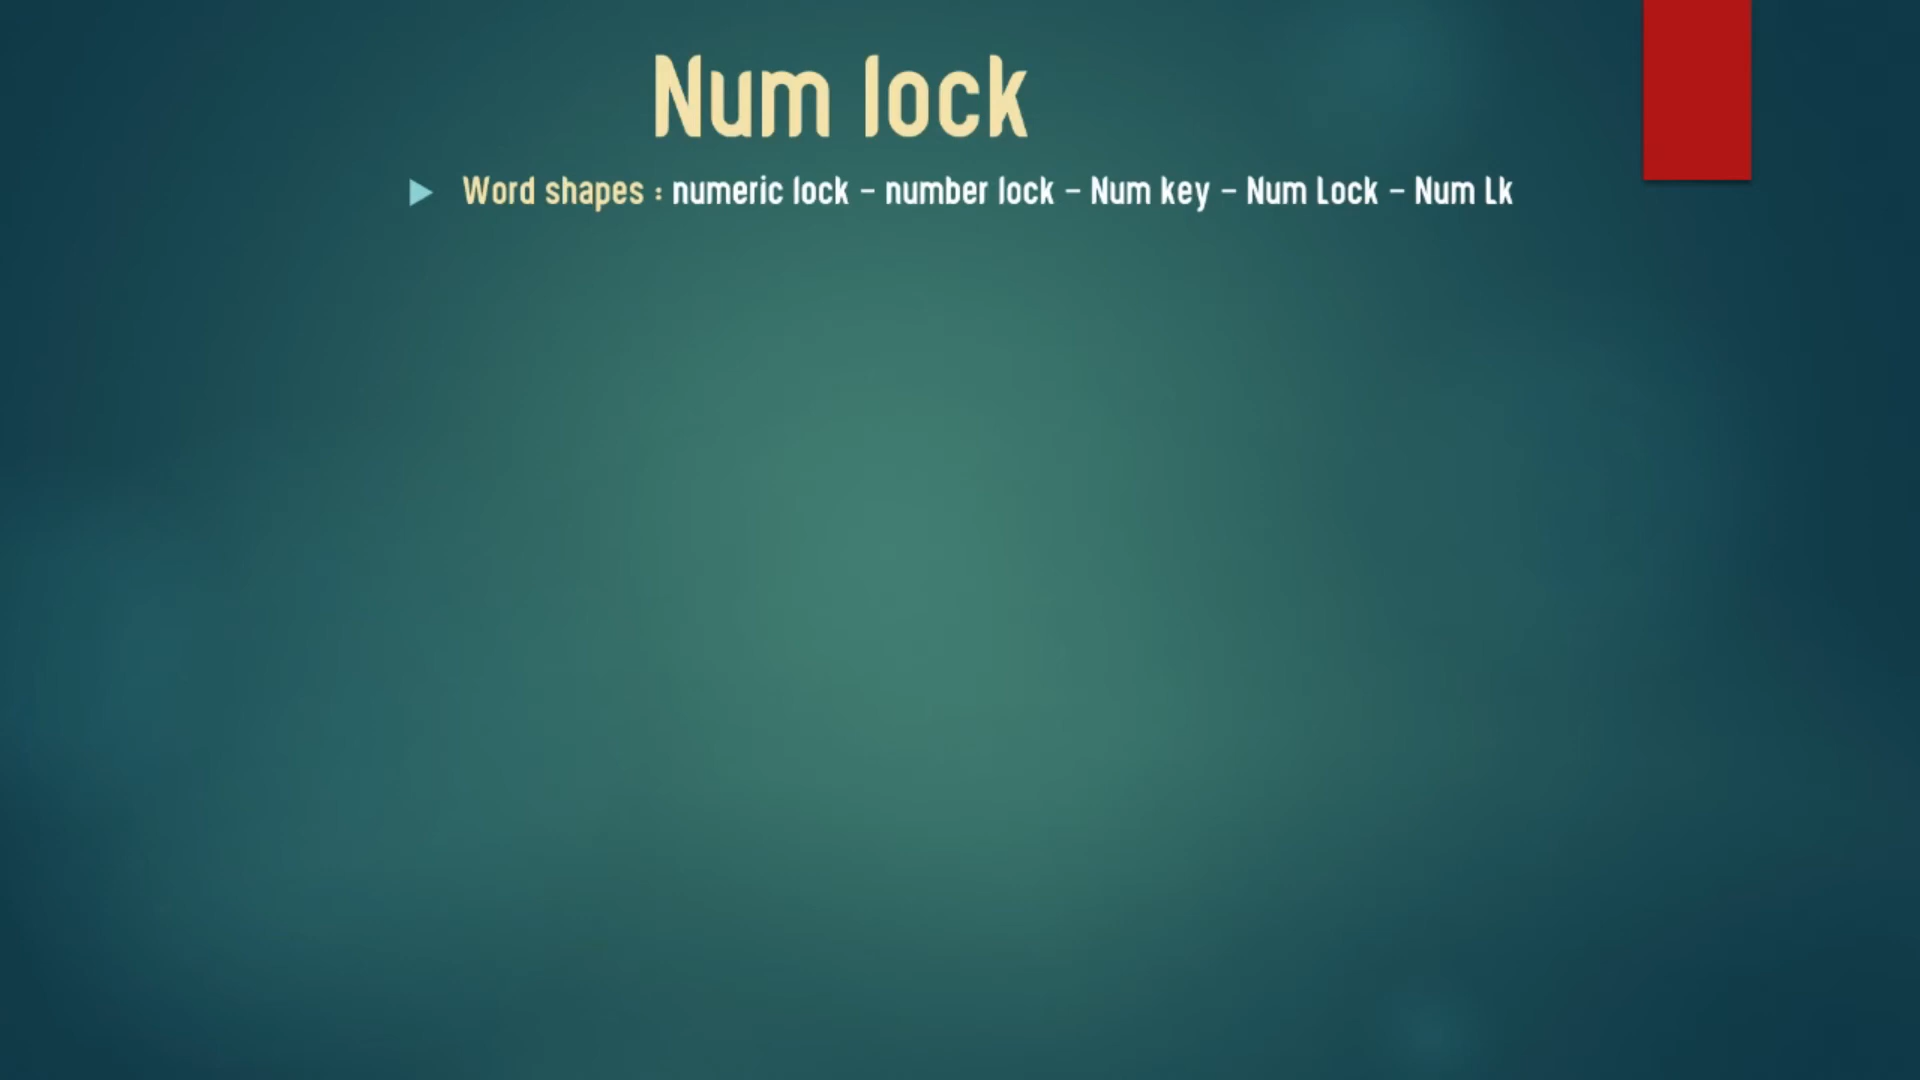 Num lock
Word shapes : numeric lock – number lock – Num key – Num Lock – Num Lk